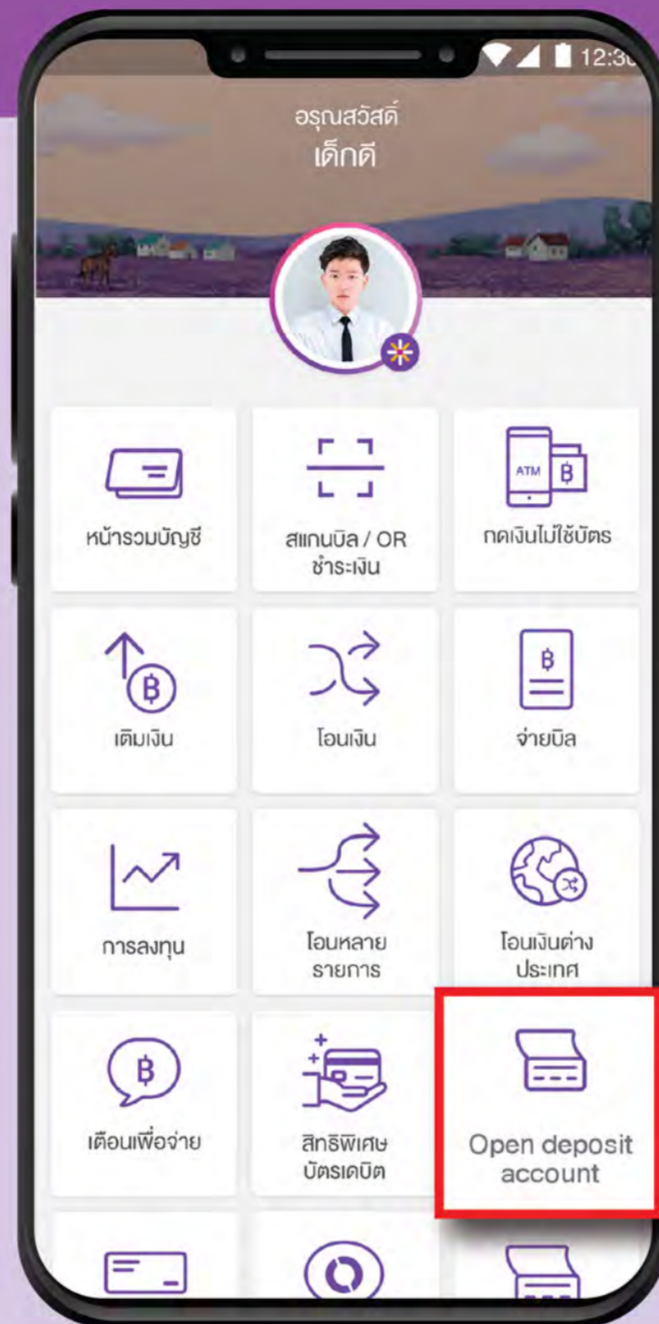 12:30
อรุณสวัสดิ์
เด็กดี
หน้ารวมบัญชี
สแกนบิล / QR
ชำระเงิน
ATM
฿
กดเงินไม่ใช้บัตร
฿
เติมเงิน
โอนเงิน
฿
จ่ายบิล
การลงทุน
โอนหลาย
รายการ
โอนเงินต่าง
ประเทศ
฿
เตือนเพื่อจ่าย
สิทธิพิเศษ
บัตรเดบิต
Open deposit
account